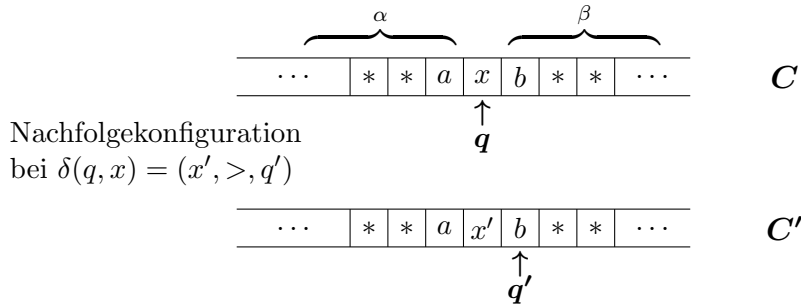 α β
⋯ * * a x b * * ⋯ C
q
Nachfolgekonfiguration
bei δ(q, x) = (x′, >, q′)
⋯ * * a x′ b * * ⋯ C′
q′